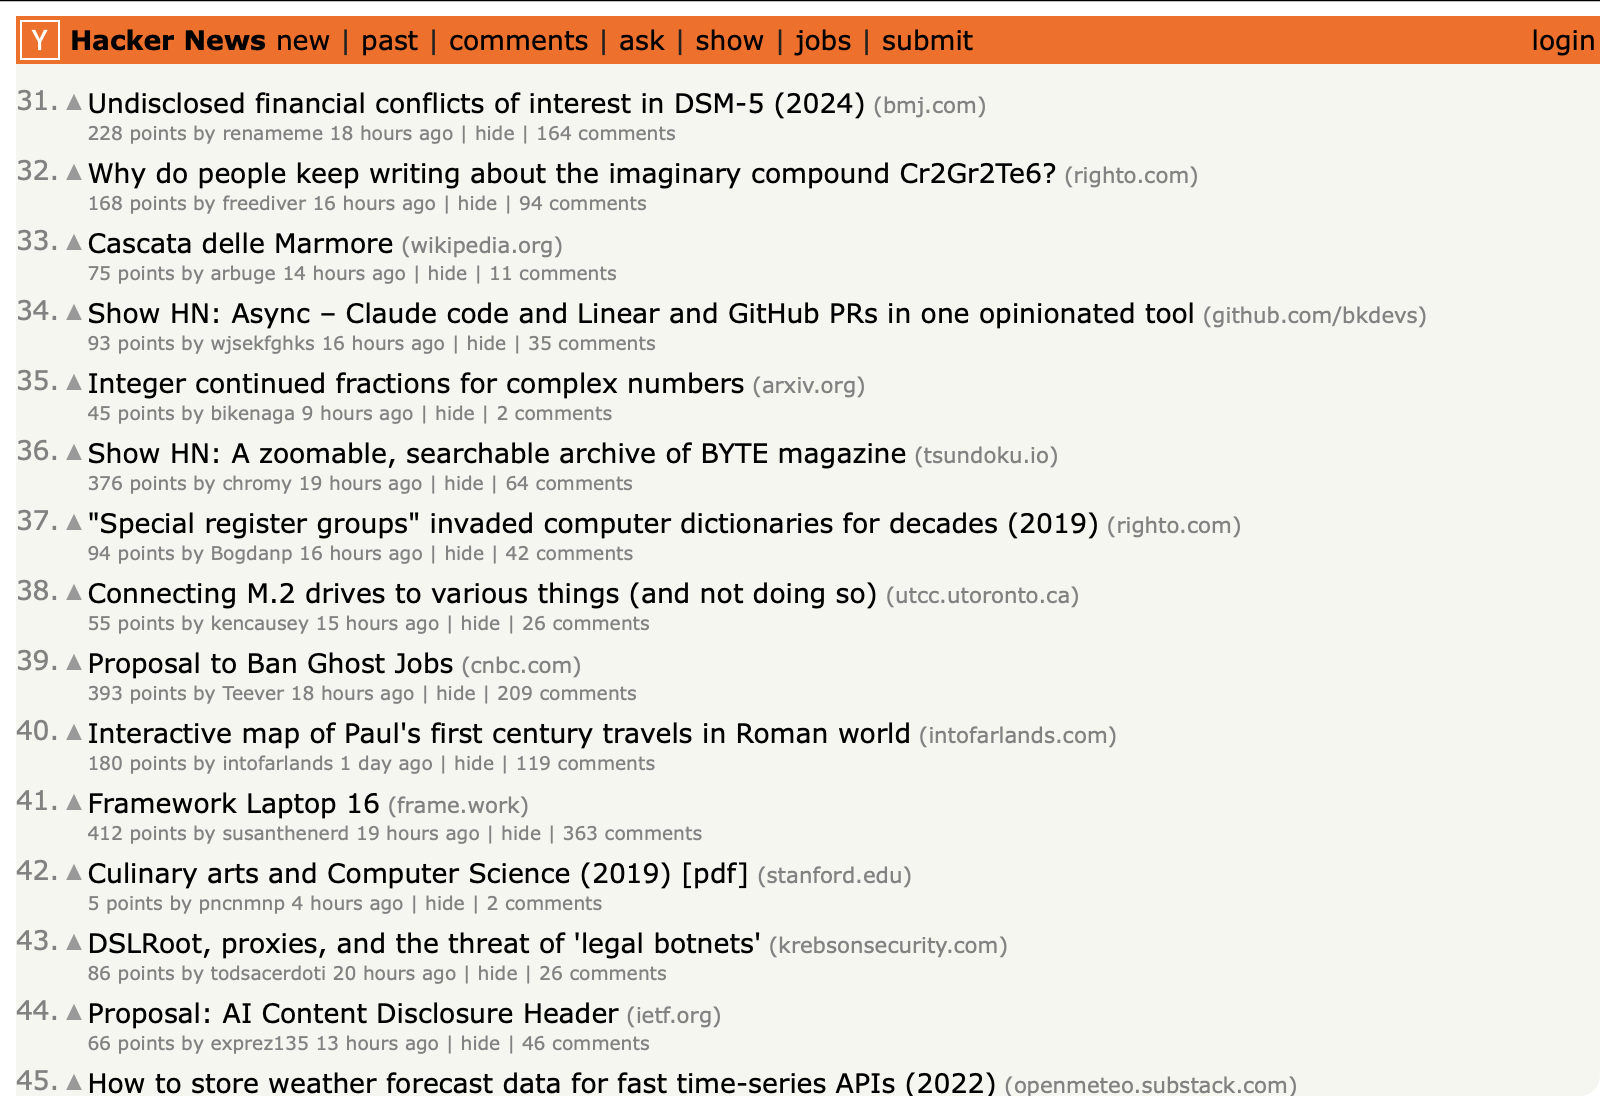 Y Hacker News new | past | comments | ask | show | jobs | submit login
31. ▲ Undisclosed financial conflicts of interest in DSM-5 (2024) (bmj.com)
228 points by renameme 18 hours ago | hide | 164 comments
32. ▲ Why do people keep writing about the imaginary compound Cr2Gr2Te6? (righto.com)
168 points by freediver 16 hours ago | hide | 94 comments
33. ▲ Cascata delle Marmore (wikipedia.org)
75 points by arbuge 14 hours ago | hide | 11 comments
34. ▲ Show HN: Async – Claude code and Linear and GitHub PRs in one opinionated tool (github.com/bkdevs)
93 points by wjsekfghks 16 hours ago | hide | 35 comments
35. ▲ Integer continued fractions for complex numbers (arxiv.org)
45 points by bikenaga 9 hours ago | hide | 2 comments
36. ▲ Show HN: A zoomable, searchable archive of BYTE magazine (tsundoku.io)
376 points by chromy 19 hours ago | hide | 64 comments
37. ▲ "Special register groups" invaded computer dictionaries for decades (2019) (righto.com)
94 points by Bogdanp 16 hours ago | hide | 42 comments
38. ▲ Connecting M.2 drives to various things (and not doing so) (utcc.utoronto.ca)
55 points by kencausey 15 hours ago | hide | 26 comments
39. ▲ Proposal to Ban Ghost Jobs (cnbc.com)
393 points by Teever 18 hours ago | hide | 209 comments
40. ▲ Interactive map of Paul's first century travels in Roman world (intofarlands.com)
180 points by intofarlands 1 day ago | hide | 119 comments
41. ▲ Framework Laptop 16 (frame.work)
412 points by susanthenerd 19 hours ago | hide | 363 comments
42. ▲ Culinary arts and Computer Science (2019) [pdf] (stanford.edu)
5 points by pncnmnp 4 hours ago | hide | 2 comments
43. ▲ DSLRoot, proxies, and the threat of 'legal botnets' (krebsonsecurity.com)
86 points by todsacerdoti 20 hours ago | hide | 26 comments
44. ▲ Proposal: AI Content Disclosure Header (ietf.org)
66 points by exprez135 13 hours ago | hide | 46 comments
45. ▲ How to store weather forecast data for fast time-series APIs (2022) (openmeteo.substack.com)